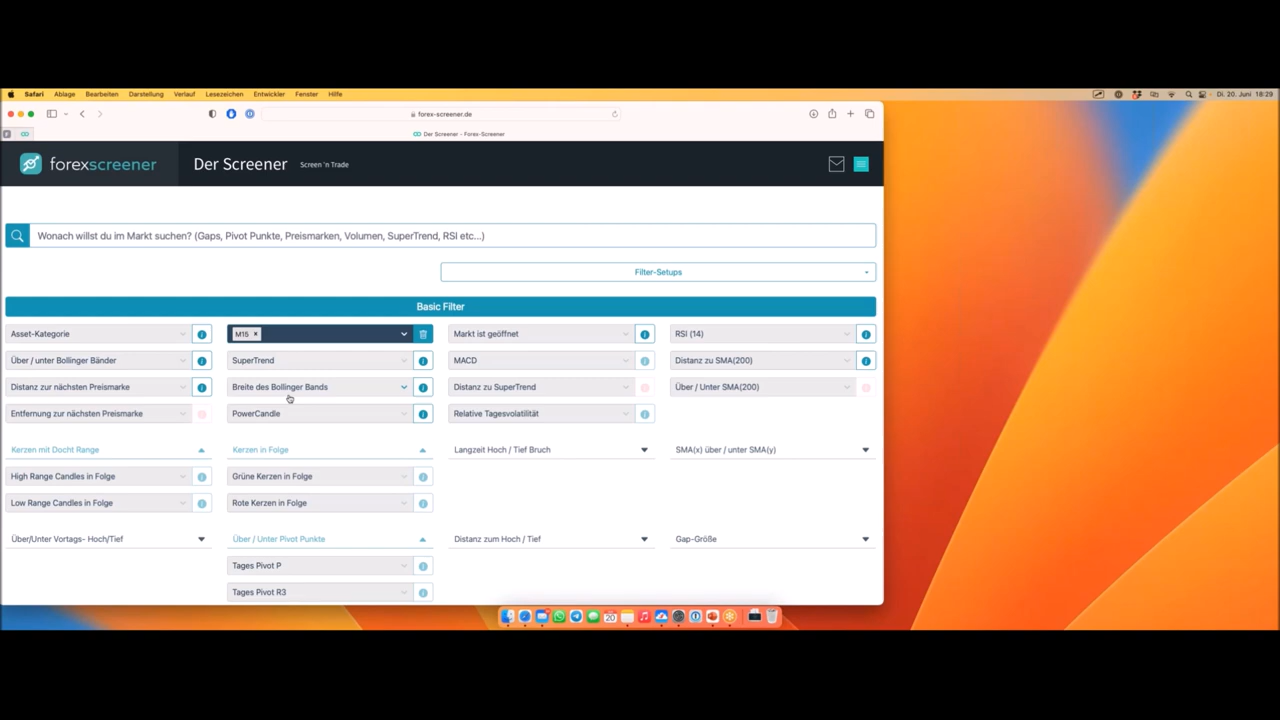 Safari Ablage Bearbeiten Darstellung Verlauf Lesezeichen Entwickler Fenster Hilfe Di. 20. Juni 18:29
forex-screener.de
Der Screener - Forex-Screener
forexscreener Der Screener Screen 'n Trade
Wonach willst du im Markt suchen? (Gaps, Pivot Punkte, Preismarken, Volumen, SuperTrend, RSI etc...)
Filter-Setups
Basic Filter
Asset-Kategorie M15 × Markt ist geöffnet RSI (14)
Über / unter Bollinger Bänder SuperTrend MACD Distanz zu SMA(200)
Distanz zur nächsten Preismarke Breite des Bollinger Bands Distanz zu SuperTrend Über / Unter SMA(200)
Entfernung zur nächsten Preismarke PowerCandle Relative Tagesvolatilität
Kerzen mit Docht Range Kerzen in Folge Langzeit Hoch / Tief Bruch SMA(x) über / unter SMA(y)
High Range Candles in Folge Grüne Kerzen in Folge
Low Range Candles in Folge Rote Kerzen in Folge
Über/Unter Vortags- Hoch/Tief Über / Unter Pivot Punkte Distanz zum Hoch / Tief Gap-Größe
Tages Pivot P
Tages Pivot R3
20